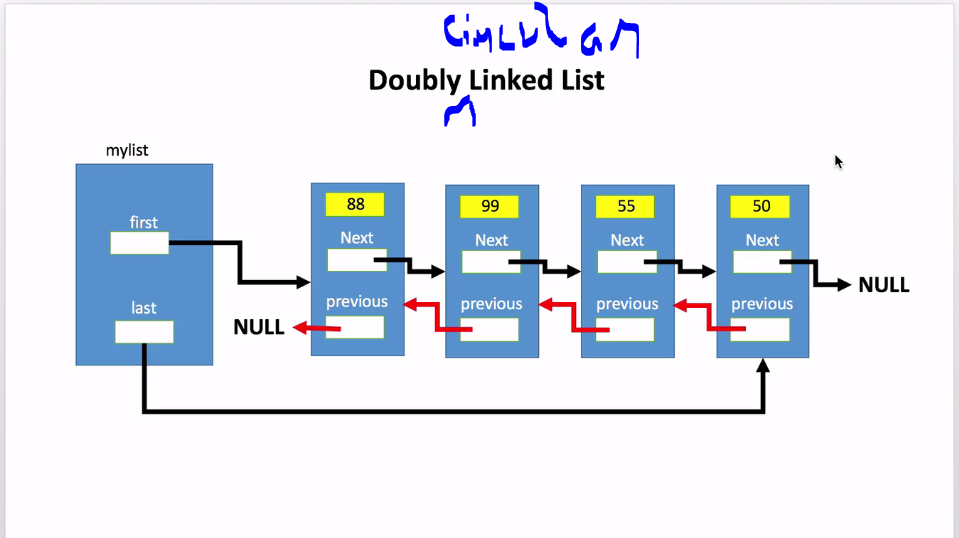 Circular
Doubly Linked List
mylist
first
last
88
Next
previous
99
Next
previous
55
Next
previous
50
Next
previous
NULL
NULL